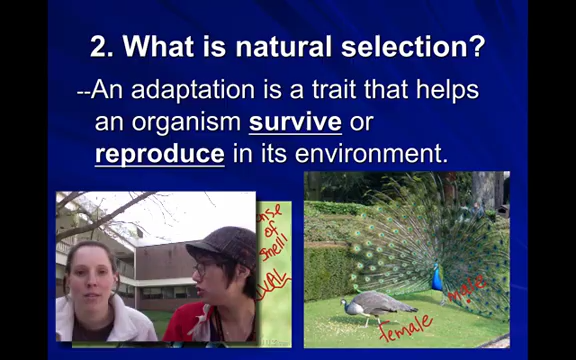 2. What is natural selection?
--An adaptation is a trait that helps
an organism survive or
reproduce in its environment.
of
smell
male
female